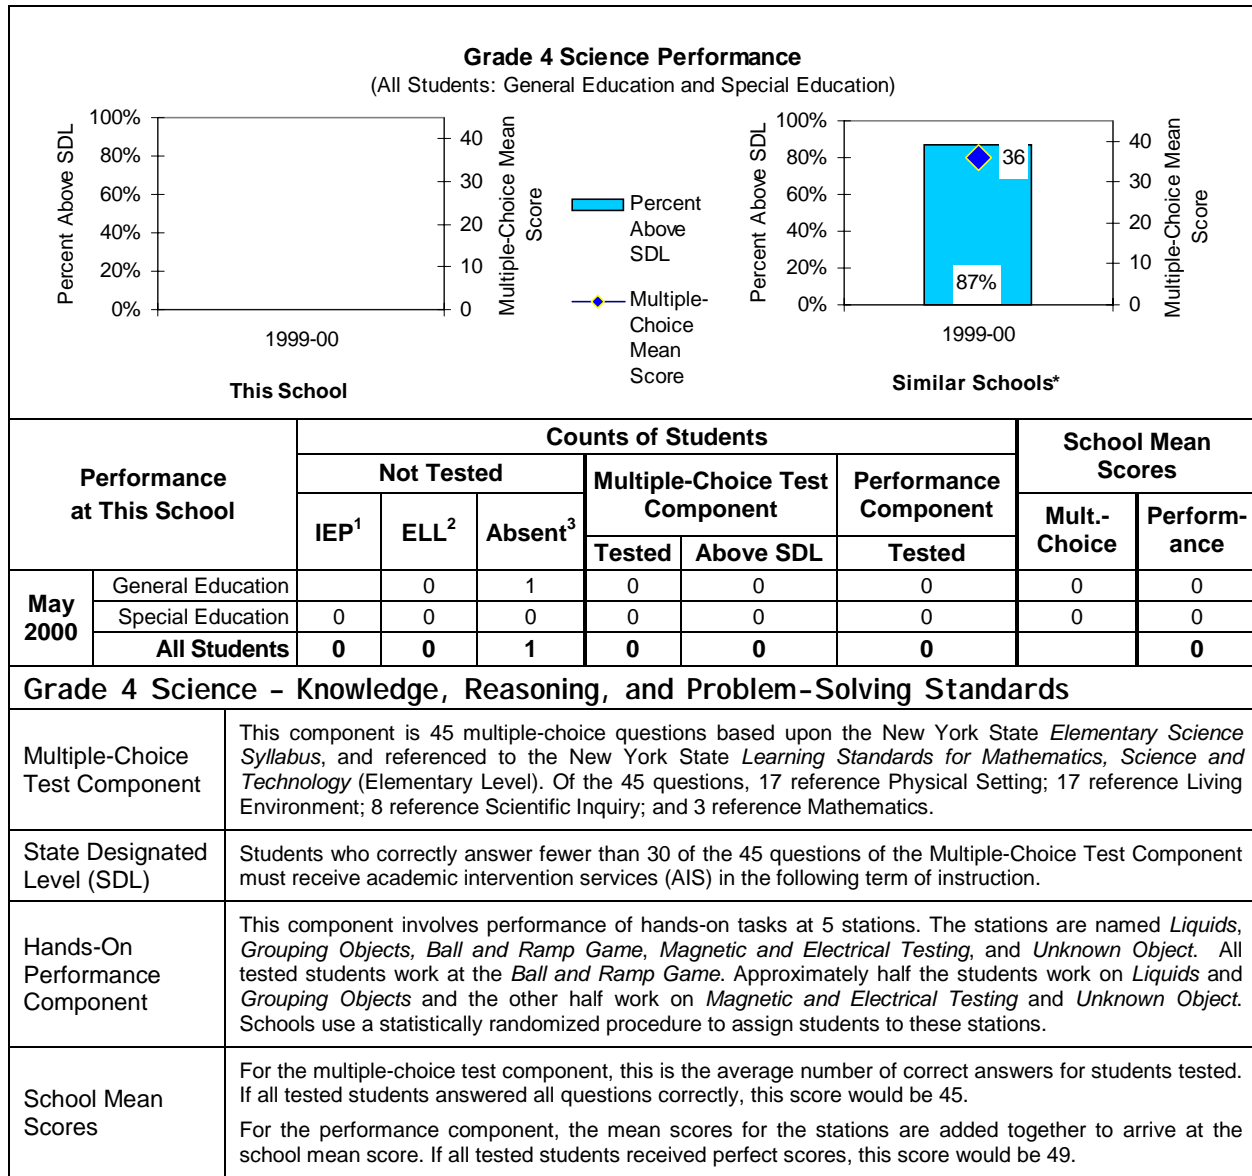 Grade 4 Science Performance
(All Students: General Education and Special Education)
Percent Above SDL
100%
80%
60%
40%
20%
0%
40
30
20
10
0
Multiple-Choice Mean
Score
1999-00
This School
Percent
Above
SDL
Multiple-
Choice
Mean
Score
Percent Above SDL
100%
80%
60%
40%
20%
0%
36
87%
40
30
20
10
0
Multiple-Choice Mean
Score
1999-00
Similar Schools*
Performance
at This School
Counts of Students
School Mean
Scores
Not Tested
Multiple-Choice Test
Component
Performance
Component
IEP1 ELL2 Absent3
Mult.-
Choice
Perform-
ance
Tested Above SDL Tested
May
2000
General Education 0 1 0 0 0 0 0
Special Education 0 0 0 0 0 0 0 0
All Students 0 0 1 0 0 0 0
Grade 4 Science – Knowledge, Reasoning, and Problem-Solving Standards
Multiple-Choice
Test Component
This component is 45 multiple-choice questions based upon the New York State Elementary Science
Syllabus, and referenced to the New York State Learning Standards for Mathematics, Science and
Technology (Elementary Level). Of the 45 questions, 17 reference Physical Setting; 17 reference Living
Environment; 8 reference Scientific Inquiry; and 3 reference Mathematics.
State Designated
Level (SDL)
Students who correctly answer fewer than 30 of the 45 questions of the Multiple-Choice Test Component
must receive academic intervention services (AIS) in the following term of instruction.
Hands-On
Performance
Component
This component involves performance of hands-on tasks at 5 stations. The stations are named Liquids,
Grouping Objects, Ball and Ramp Game, Magnetic and Electrical Testing, and Unknown Object. All
tested students work at the Ball and Ramp Game. Approximately half the students work on Liquids and
Grouping Objects and the other half work on Magnetic and Electrical Testing and Unknown Object.
Schools use a statistically randomized procedure to assign students to these stations.
School Mean
Scores
For the multiple-choice test component, this is the average number of correct answers for students tested.
If all tested students answered all questions correctly, this score would be 45.
For the performance component, the mean scores for the stations are added together to arrive at the
school mean score. If all tested students received perfect scores, this score would be 49.